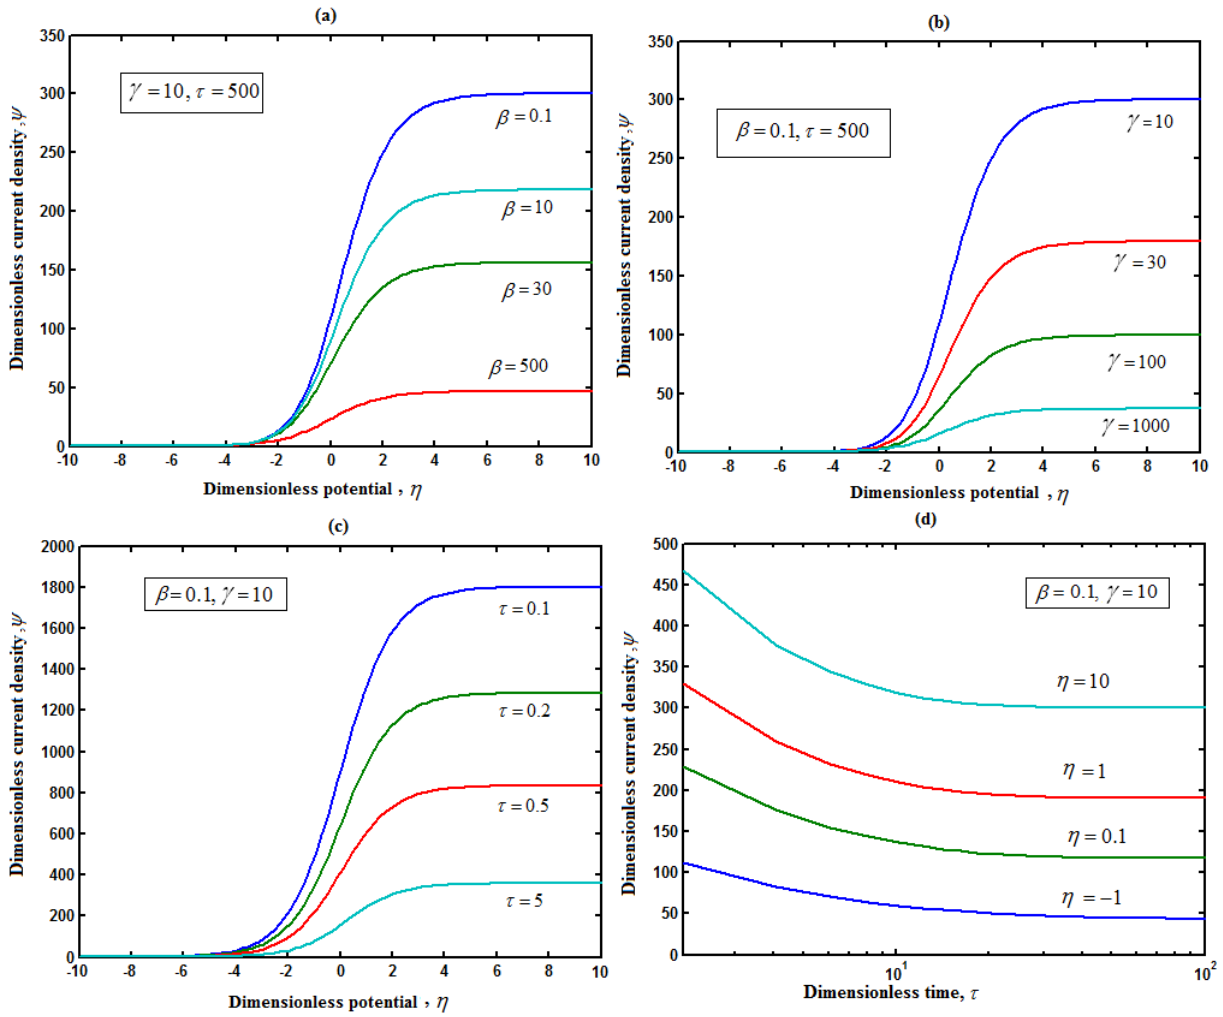 (a)
350
300
250
200
150
100
50
0
Dimensionless current density ,ψ
γ = 10, τ = 500
β = 0.1
β = 10
β = 30
β = 500
-10 -8 -6 -4 -2 0 2 4 6 8 10
Dimensionless potential , η
(b)
350
300
250
200
150
100
50
0
Dimensionless current density ,ψ
β = 0.1, τ = 500
γ = 10
γ = 30
γ = 100
γ = 1000
-10 -8 -6 -4 -2 0 2 4 6 8 10
Dimensionless potential , η
(c)
2000
1800
1600
1400
1200
1000
800
600
400
200
0
Dimensionless current density ,ψ
β = 0.1, γ = 10
τ = 0.1
τ = 0.2
τ = 0.5
τ = 5
-10 -8 -6 -4 -2 0 2 4 6 8 10
Dimensionless potential , η
(d)
500
450
400
350
300
250
200
150
100
50
0
Dimensionless current density ,ψ
β = 0.1, γ = 10
η = 10
η = 1
η = 0.1
η = −1
10¹ 10²
Dimensionless time, τ